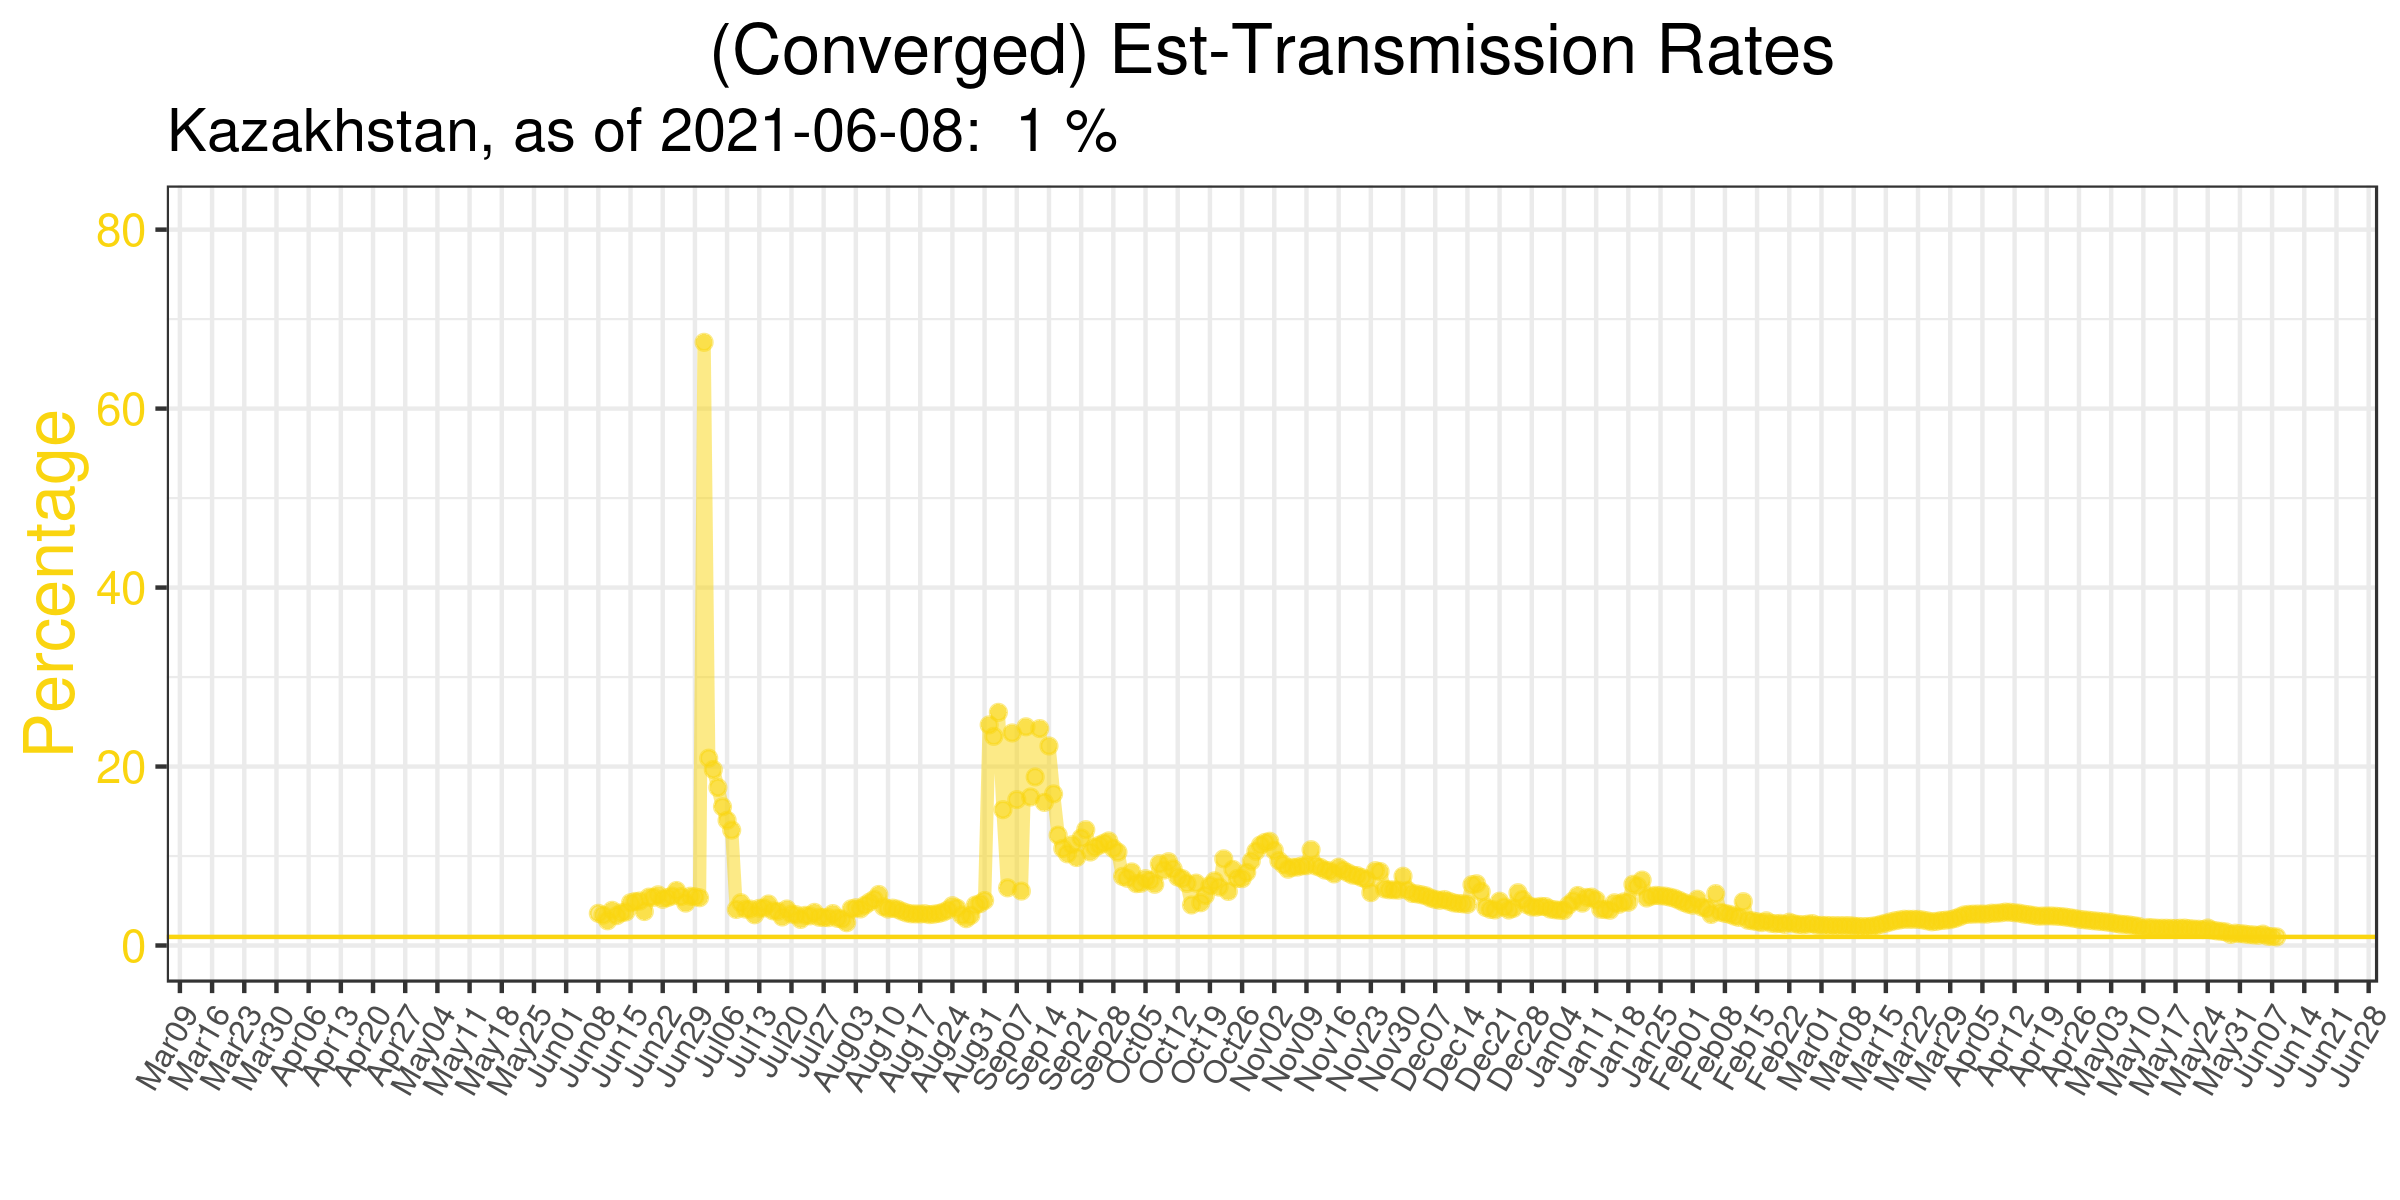 (Converged) Est-Transmission Rates
Kazakhstan, as of 2021-06-08:  1 %
Percentage
80
60
40
20
0
Mar09
Mar16
Mar23
Mar30
Apr06
Apr13
Apr20
Apr27
May04
May11
May18
May25
Jun01
Jun08
Jun15
Jun22
Jun29
Jul06
Jul13
Jul20
Jul27
Aug03
Aug10
Aug17
Aug24
Aug31
Sep07
Sep14
Sep21
Sep28
Oct05
Oct12
Oct19
Oct26
Nov02
Nov09
Nov16
Nov23
Nov30
Dec07
Dec14
Dec21
Dec28
Jan04
Jan11
Jan18
Jan25
Feb01
Feb08
Feb15
Feb22
Mar01
Mar08
Mar15
Mar22
Mar29
Apr05
Apr12
Apr19
Apr26
May03
May10
May17
May24
May31
Jun07
Jun14
Jun21
Jun28